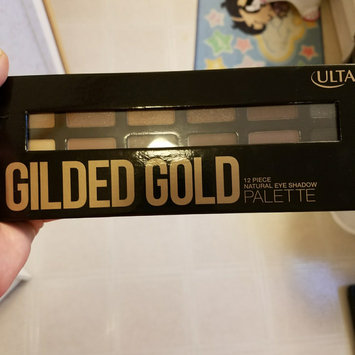 ULTA
GILDED GOLD
12 PIECE
NATURAL EYE SHADOW
PALETTE